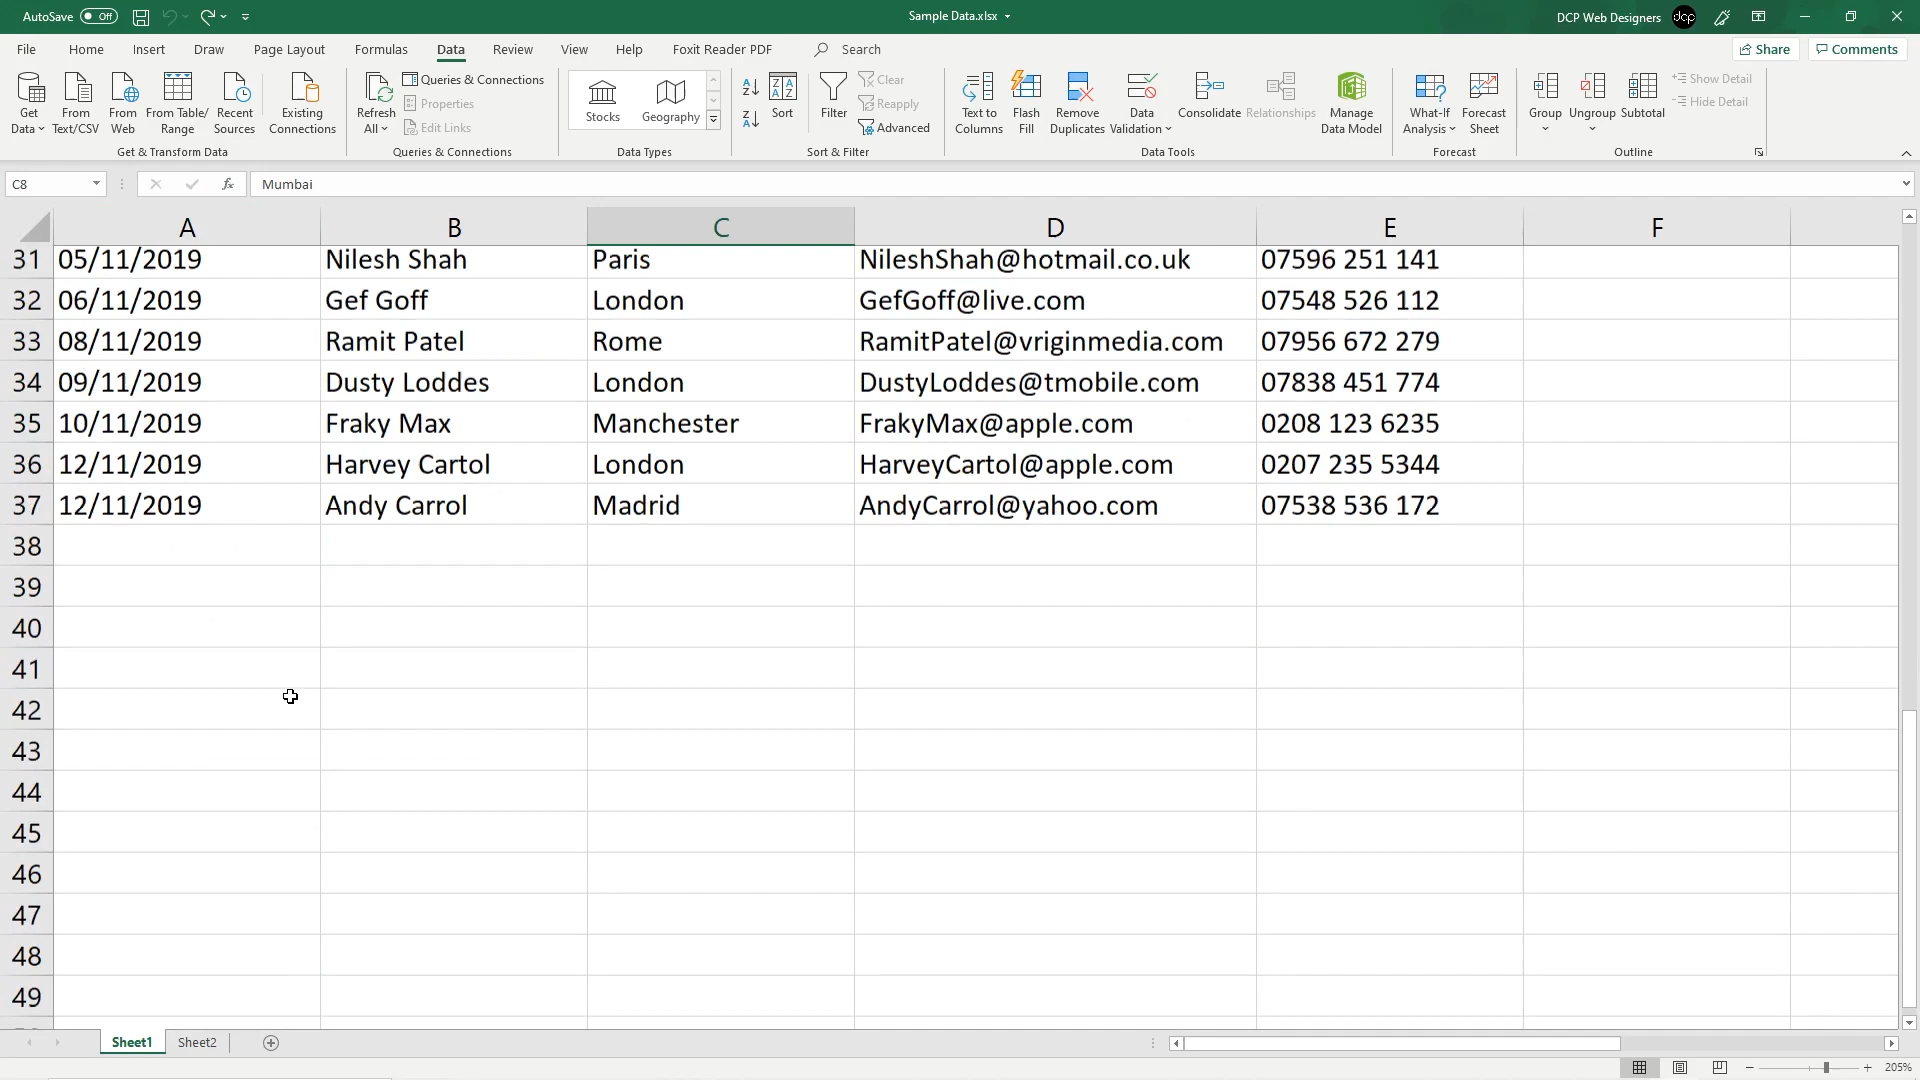 AutoSave Off Sample Data.xlsx DCP Web Designers dcp
File Home Insert Draw Page Layout Formulas Data Review View Help Foxit Reader PDF Search Share Comments
Get Data From Text/CSV From Web From Table/ Range Recent Sources Existing Connections
Get & Transform Data
Refresh All Queries & Connections Properties Edit Links
Queries & Connections
Stocks Geography
Data Types
Sort Filter Clear Reapply Advanced
Sort & Filter
Text to Columns Flash Fill Remove Duplicates Data Validation Consolidate Relationships Manage Data Model
Data Tools
What-If Analysis Forecast Sheet
Forecast
Group Ungroup Subtotal Show Detail Hide Detail
Outline
C8 fx Mumbai
A B C D E F
31 05/11/2019 Nilesh Shah Paris NileshShah@hotmail.co.uk 07596 251 141
32 06/11/2019 Gef Goff London GefGoff@live.com 07548 526 112
33 08/11/2019 Ramit Patel Rome RamitPatel@vriginmedia.com 07956 672 279
34 09/11/2019 Dusty Loddes London DustyLoddes@tmobile.com 07838 451 774
35 10/11/2019 Fraky Max Manchester FrakyMax@apple.com 0208 123 6235
36 12/11/2019 Harvey Cartol London HarveyCartol@apple.com 0207 235 5344
37 12/11/2019 Andy Carrol Madrid AndyCarrol@yahoo.com 07538 536 172
38
39
40
41
42
43
44
45
46
47
48
49
Sheet1 Sheet2
205%